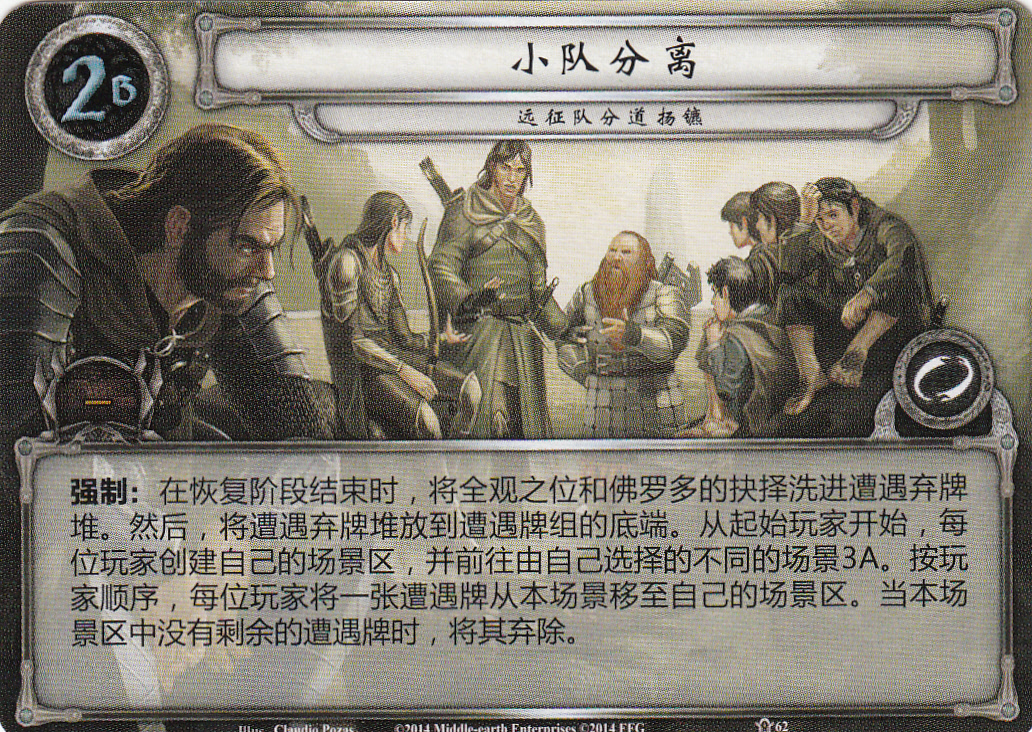 2B
小队分离
远征队分道扬镳
强制：在恢复阶段结束时，将全观之位和佛罗多的抉择洗进遭遇弃牌
堆。然后，将遭遇弃牌堆放到遭遇牌组的底端。从起始玩家开始，每
位玩家创建自己的场景区，并前往由自己选择的不同的场景3A。按玩
家顺序，每位玩家将一张遭遇牌从本场景移至自己的场景区。当本场
景区中没有剩余的遭遇牌时，将其弃除。
Illus. Claudio Pozas ©2014 Middle-earth Enterprises ©2014 FFG 62